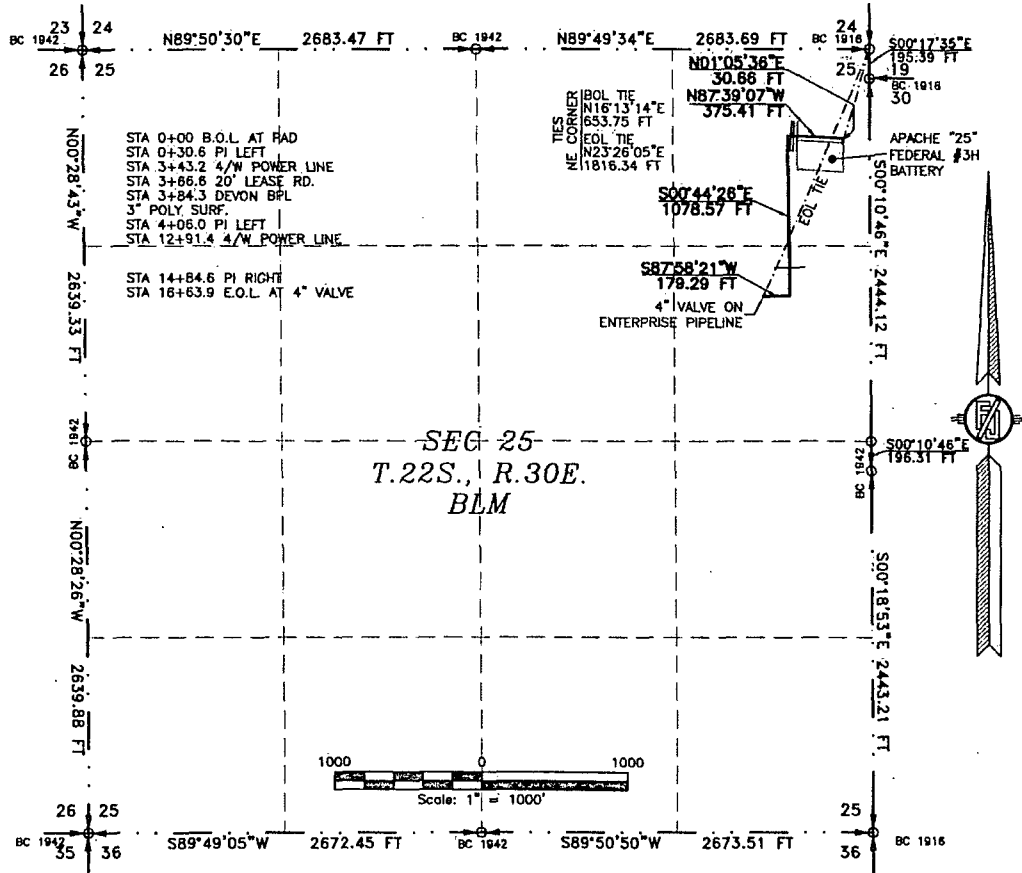 23 24
BC 1942
26 25
N89°50'30"E 2683.47 FT
BC 1942
N89°49'34"E 2683.69 FT
24
BC 1916
25
S00°17'35"E
195.39 FT
19
BC 1916
30
N01°05'36"E
30.66 FT
N87°39'07"W
375.41 FT
TIES
NE CORNER
BOL TIE
N16°13'14"E
653.75 FT
EOL TIE
N23°26'05"E
1816.34 FT
APACHE "25"
FEDERAL #3H
BATTERY
STA 0+00 B.O.L. AT PAD
STA 0+30.6 PI LEFT
STA 3+43.2 4/W POWER LINE
STA 3+66.6 20' LEASE RD.
STA 3+84.3 DEVON BPL
3" POLY SURF.
STA 4+06.0 PI LEFT
STA 12+91.4 4/W POWER LINE
STA 14+84.6 PI RIGHT
STA 16+63.9 E.O.L. AT 4" VALVE
N00°28'43"W 2639.33 FT
S00°44'26"E
1078.57 FT
EOL TIE
S87°58'21"W
179.29 FT
4" VALVE ON
ENTERPRISE PIPELINE
S00°10'46"E 2444.12 FT
BC 1942
SEC 25
T.22S., R.30E.
BLM
S00°10'46"E
196.31 FT
BC 1942
N00°28'26"W 2639.88 FT
S00°18'53"E 2443.21 FT
1000 0 1000
Scale: 1" = 1000'
26 25
BC 1942
35 36
S89°49'05"W 2672.45 FT
BC 1942
S89°50'50"W 2673.51 FT
25
36
BC 1916